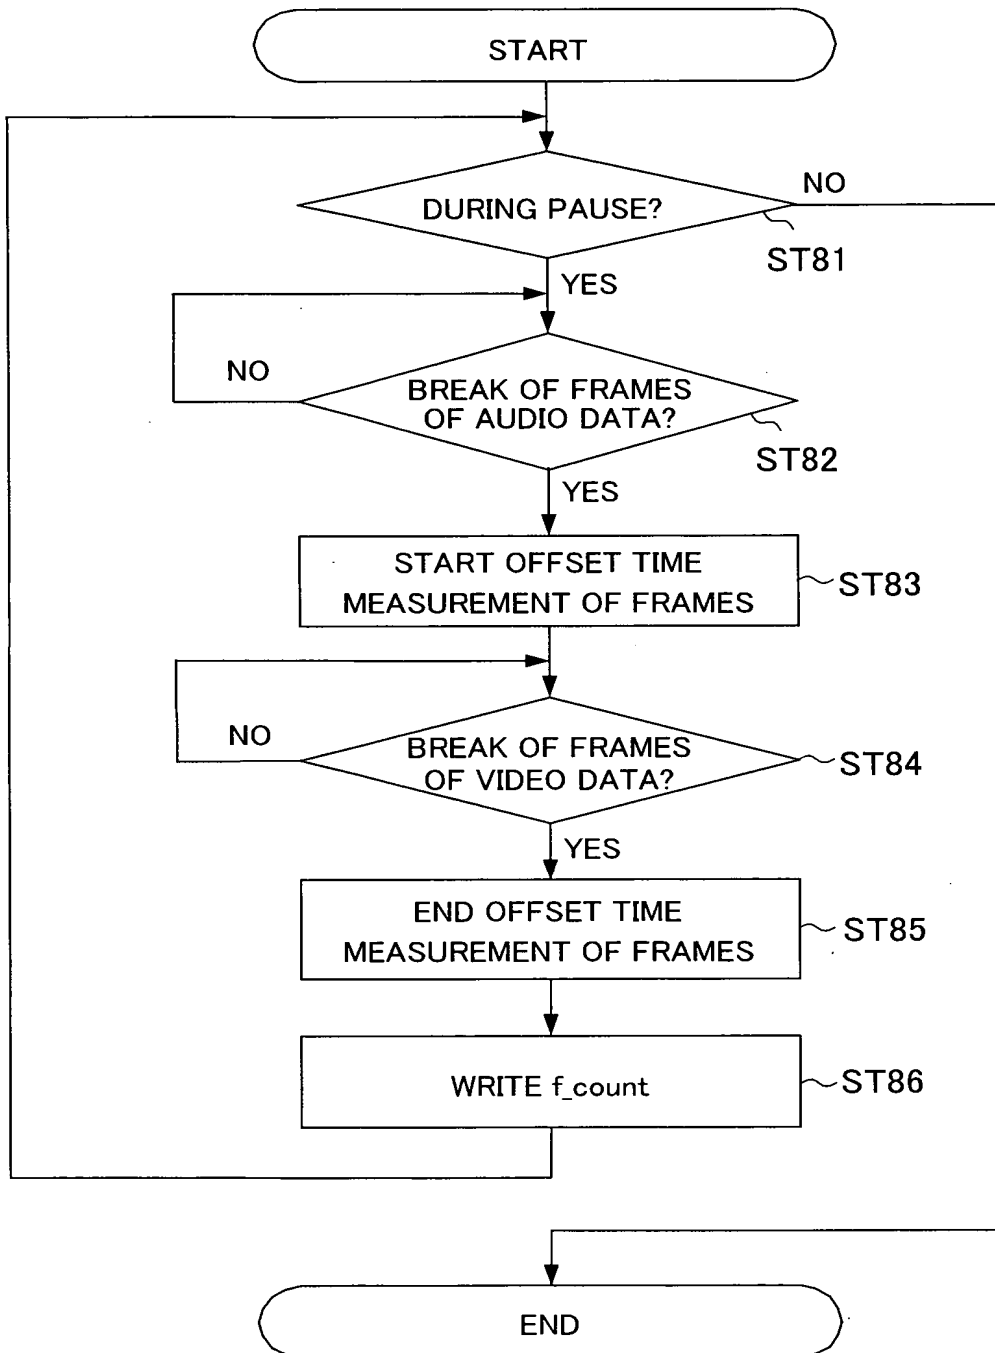 START
NO
DURING PAUSE?
ST81
YES
NO
BREAK OF FRAMES
OF AUDIO DATA?
ST82
YES
START OFFSET TIME
MEASUREMENT OF FRAMES
ST83
NO
BREAK OF FRAMES
OF VIDEO DATA?
ST84
YES
END OFFSET TIME
MEASUREMENT OF FRAMES
ST85
WRITE f_count
ST86
END